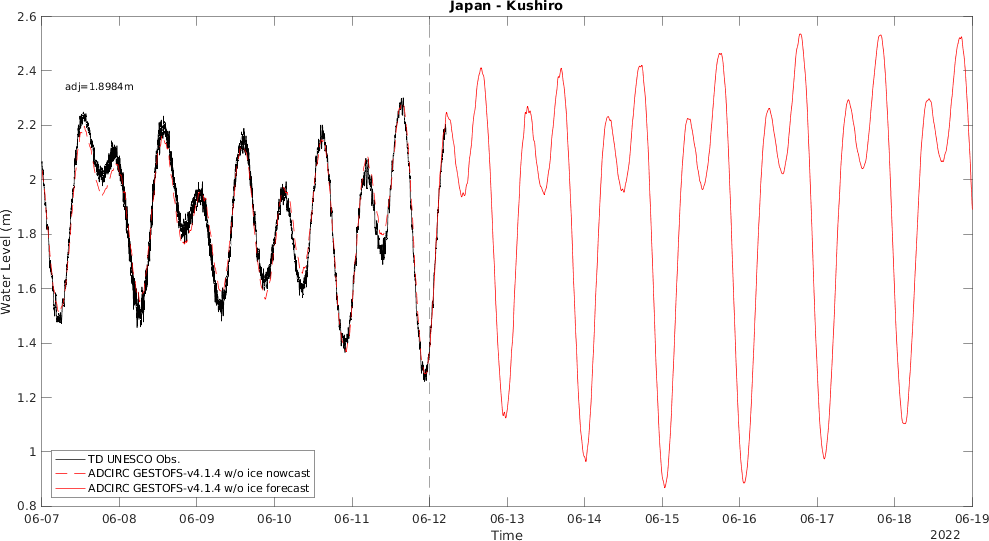 Japan - Kushiro
2.6
2.4
2.2
2
1.8
1.6
1.4
1.2
1
0.8
Water Level (m)
adj=1.8984m
TD UNESCO Obs.
ADCIRC GESTOFS-v4.1.4 w/o ice nowcast
ADCIRC GESTOFS-v4.1.4 w/o ice forecast
06-07 06-08 06-09 06-10 06-11 06-12 06-13 06-14 06-15 06-16 06-17 06-18 06-19
Time
2022